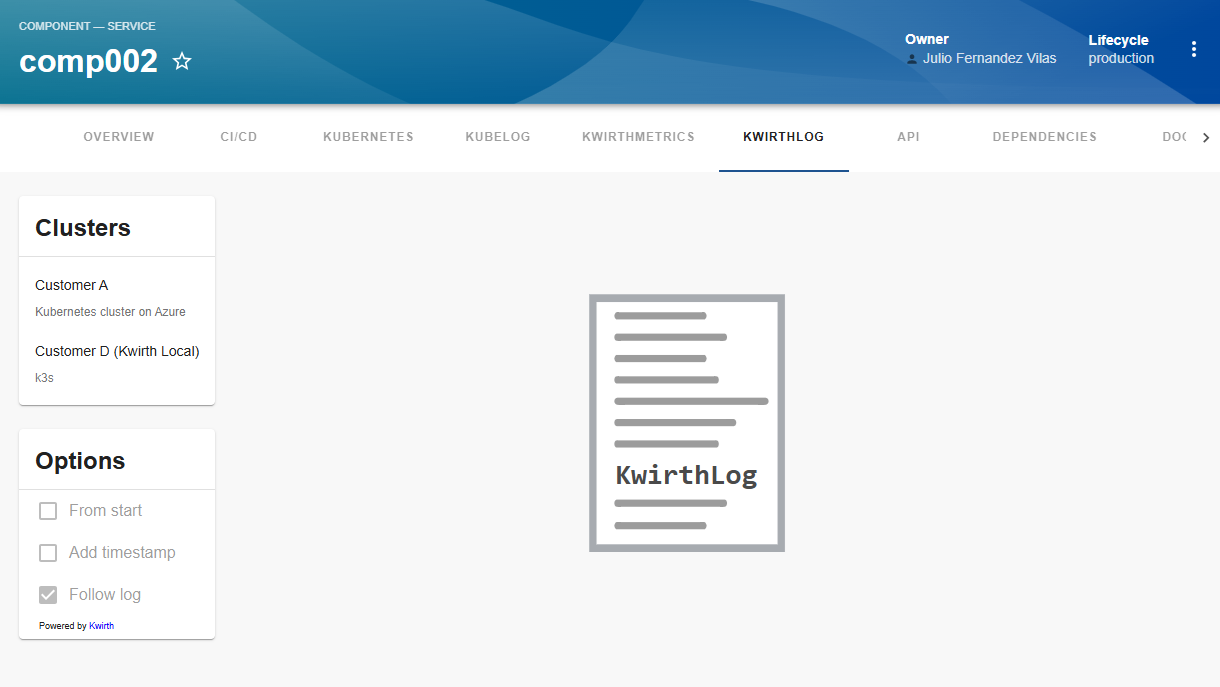 COMPONENT — SERVICE
comp002
Owner
Julio Fernandez Vilas
Lifecycle
production
OVERVIEW
CI/CD
KUBERNETES
KUBELOG
KWIRTHMETRICS
KWIRTHLOG
API
DEPENDENCIES
DOC
Clusters
Customer A
Kubernetes cluster on Azure
Customer D (Kwirth Local)
k3s
Options
From start
Add timestamp
Follow log
Powered by Kwirth
KwirthLog